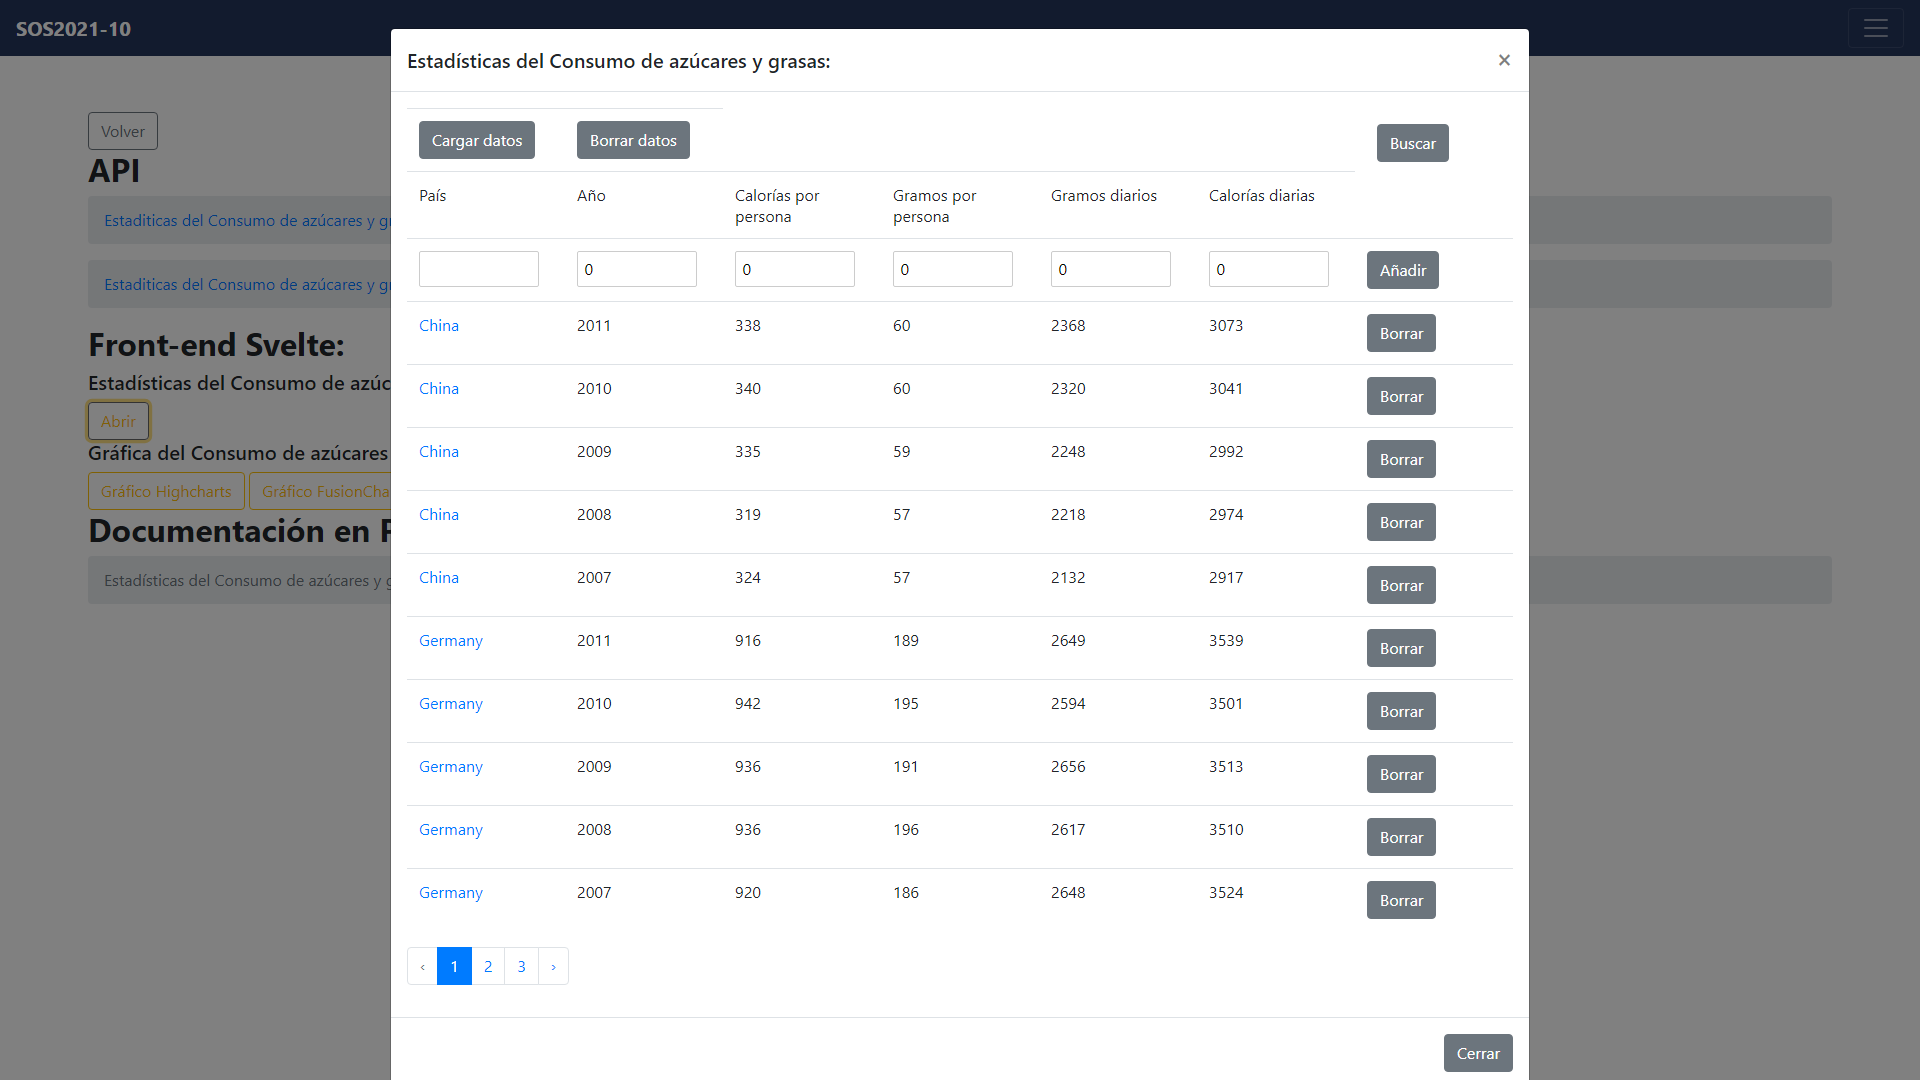 SOS2021-10
Estadísticas del Consumo de azúcares y grasas:
×
Volver
API
Estadíticas del Consumo de azúcares y
Estadíticas del Consumo de azúcares y
Front-end Svelte:
Estadísticas del Consumo de
Abrir
Gráfica del Consumo de azúcares
Gráfico Highcharts
Gráfico
Documentación en
Estadísticas del Consumo de azúcares y
Cargar datos Borrar datos Buscar
País Año Calorías por persona Gramos por persona Gramos diarios Calorías diarias
0 0 0 0 0 Añadir
China 2011 338 60 2368 3073 Borrar
China 2010 340 60 2320 3041 Borrar
China 2009 335 59 2248 2992 Borrar
China 2008 319 57 2218 2974 Borrar
China 2007 324 57 2132 2917 Borrar
Germany 2011 916 189 2649 3539 Borrar
Germany 2010 942 195 2594 3501 Borrar
Germany 2009 936 191 2656 3513 Borrar
Germany 2008 936 196 2617 3510 Borrar
Germany 2007 920 186 2648 3524 Borrar
‹ 1 2 3 ›
Cerrar